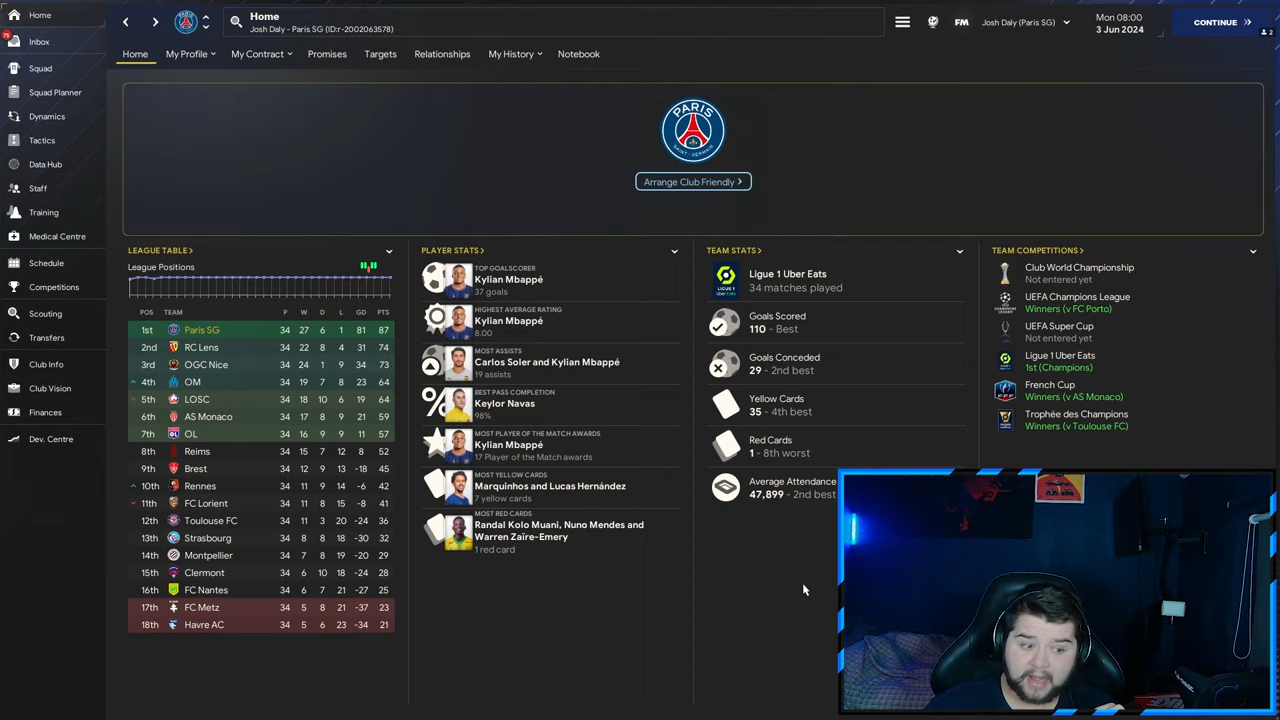 Home
Josh Daly - Paris SG (ID:r-2002063578)
FM
Josh Daly (Paris SG)
Mon 08:00
3 Jun 2024
CONTINUE
2
Home
75
Inbox
Squad
Squad Planner
Dynamics
Tactics
Data Hub
Staff
Training
Medical Centre
Schedule
Competitions
Scouting
Transfers
Club Info
Club Vision
Finances
Dev. Centre
Home
My Profile
My Contract
Promises
Targets
Relationships
My History
Notebook
PARIS
SAINT-GERMAIN
Arrange Club Friendly >
LEAGUE TABLE >
League Positions
POS TEAM P W D L GD PTS
1st Paris SG 34 27 6 1 81 87
2nd RC Lens 34 22 8 4 31 74
3rd OGC Nice 34 24 1 9 34 73
4th OM 34 19 7 8 23 64
5th LOSC 34 18 10 6 19 64
6th AS Monaco 34 17 8 9 21 59
7th OL 34 16 9 9 11 57
8th Reims 34 15 7 12 8 52
9th Brest 34 12 9 13 -18 45
10th Rennes 34 11 9 14 -6 42
11th FC Lorient 34 11 8 15 -8 41
12th Toulouse FC 34 11 3 20 -24 36
13th Strasbourg 34 8 8 18 -30 32
14th Montpellier 34 7 8 19 -20 29
15th Clermont 34 6 10 18 -24 28
16th FC Nantes 34 6 7 21 -27 25
17th FC Metz 34 5 8 21 -37 23
18th Havre AC 34 5 6 23 -34 21
PLAYER STATS >
TOP GOALSCORER
Kylian Mbappé
37 goals
HIGHEST AVERAGE RATING
Kylian Mbappé
8.00
MOST ASSISTS
Carlos Soler and Kylian Mbappé
19 assists
BEST PASS COMPLETION
Keylor Navas
98%
MOST PLAYER OF THE MATCH AWARDS
Kylian Mbappé
17 Player of the Match awards
MOST YELLOW CARDS
Marquinhos and Lucas Hernández
7 yellow cards
MOST RED CARDS
Randal Kolo Muani, Nuno Mendes and
Warren Zaïre-Emery
1 red card
TEAM STATS >
Ligue 1 Uber Eats
34 matches played
Goals Scored
110 - Best
Goals Conceded
29 - 2nd best
Yellow Cards
35 - 4th best
Red Cards
1 - 8th worst
Average Attendance
47,899 - 2nd best
TEAM COMPETITIONS >
Club World Championship
Not entered yet
UEFA Champions League
Winners (v FC Porto)
UEFA Super Cup
Not entered yet
Ligue 1 Uber Eats
1st (Champions)
French Cup
Winners (v AS Monaco)
Trophée des Champions
Winners (v Toulouse FC)